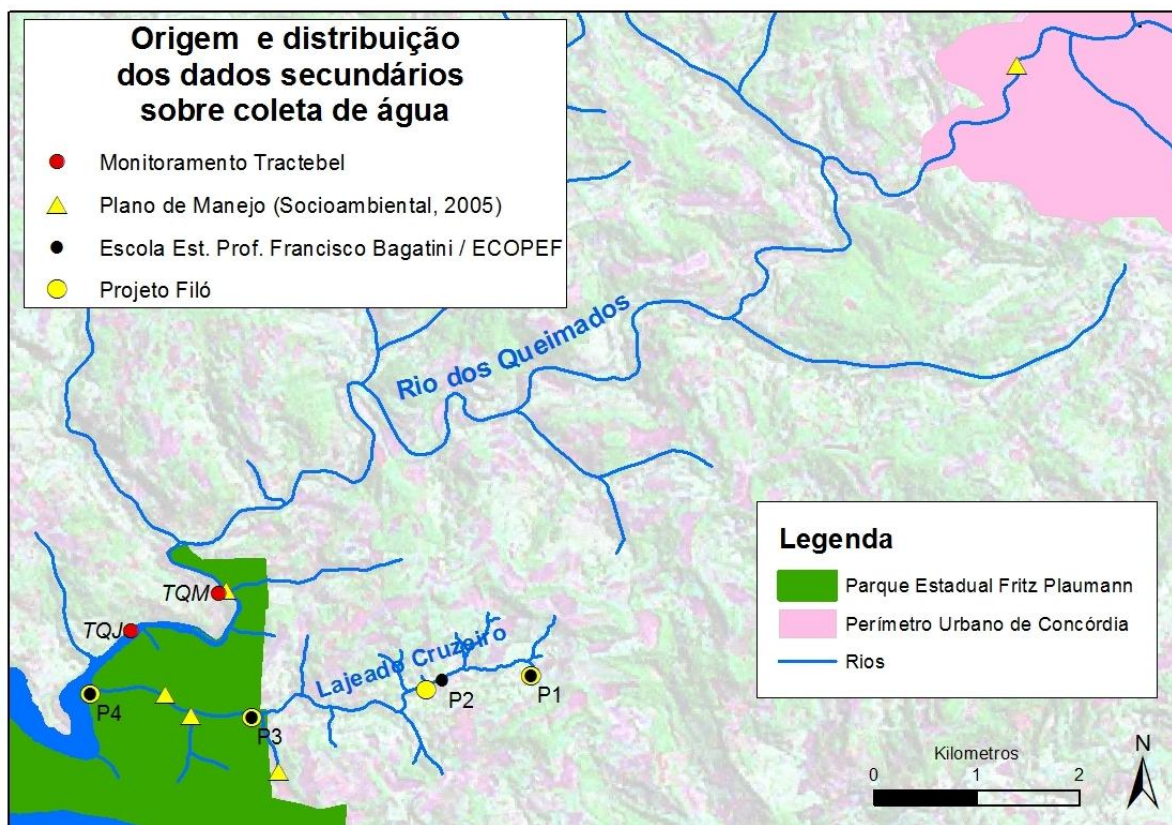 Origem e distribuição
dos dados secundários
sobre coleta de água
Monitoramento Tractebel
Plano de Manejo (Socioambiental, 2005)
Escola Est. Prof. Francisco Bagatini / ECOPEF
Projeto Filó
Rio dos Queimados
Legenda
Parque Estadual Fritz Plaumann
Perímetro Urbano de Concórdia
Rios
TQM
TQJ
Lajeado Cruzeiro
P1
P2
P3
P4
Kilometros
0 1 2
N